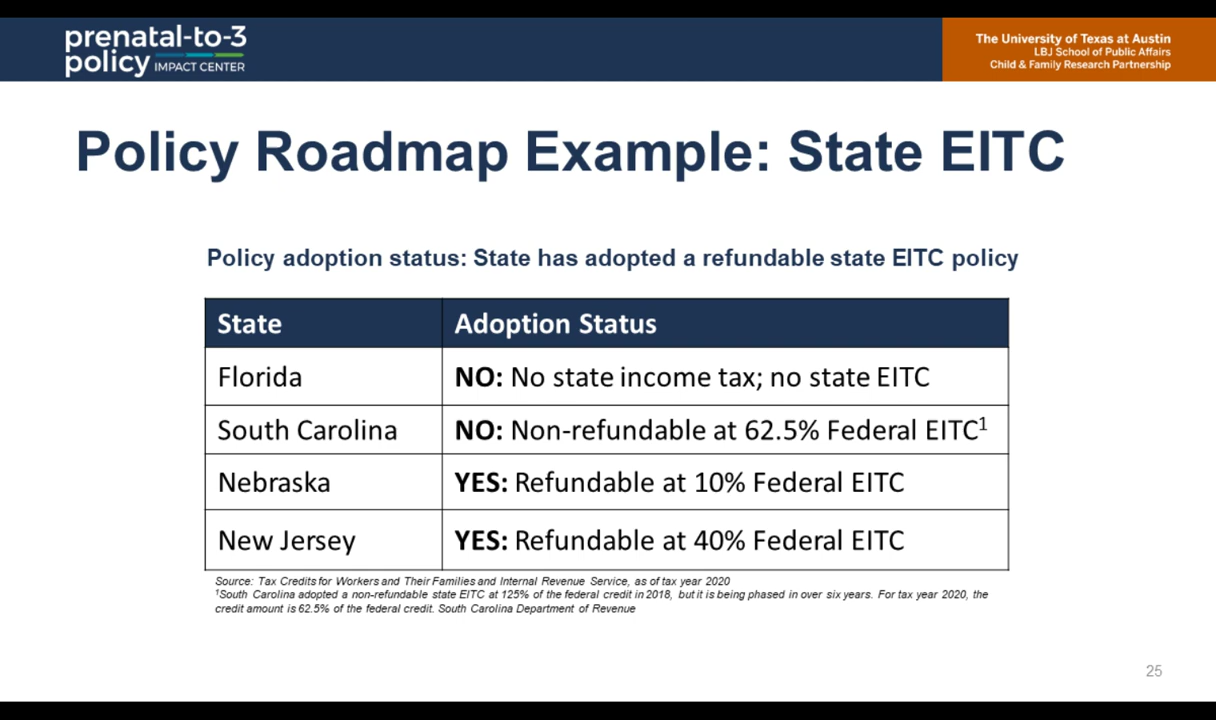 prenatal-to-3
policy IMPACT CENTER
The University of Texas at Austin
LBJ School of Public Affairs
Child & Family Research Partnership
Policy Roadmap Example: State EITC
Policy adoption status: State has adopted a refundable state EITC policy
State Adoption Status
Florida NO: No state income tax; no state EITC
South Carolina NO: Non-refundable at 62.5% Federal EITC¹
Nebraska YES: Refundable at 10% Federal EITC
New Jersey YES: Refundable at 40% Federal EITC
Source: Tax Credits for Workers and Their Families and Internal Revenue Service, as of tax year 2020
¹South Carolina adopted a non-refundable state EITC at 125% of the federal credit in 2018, but it is being phased in over six years. For tax year 2020, the
credit amount is 62.5% of the federal credit. South Carolina Department of Revenue
25